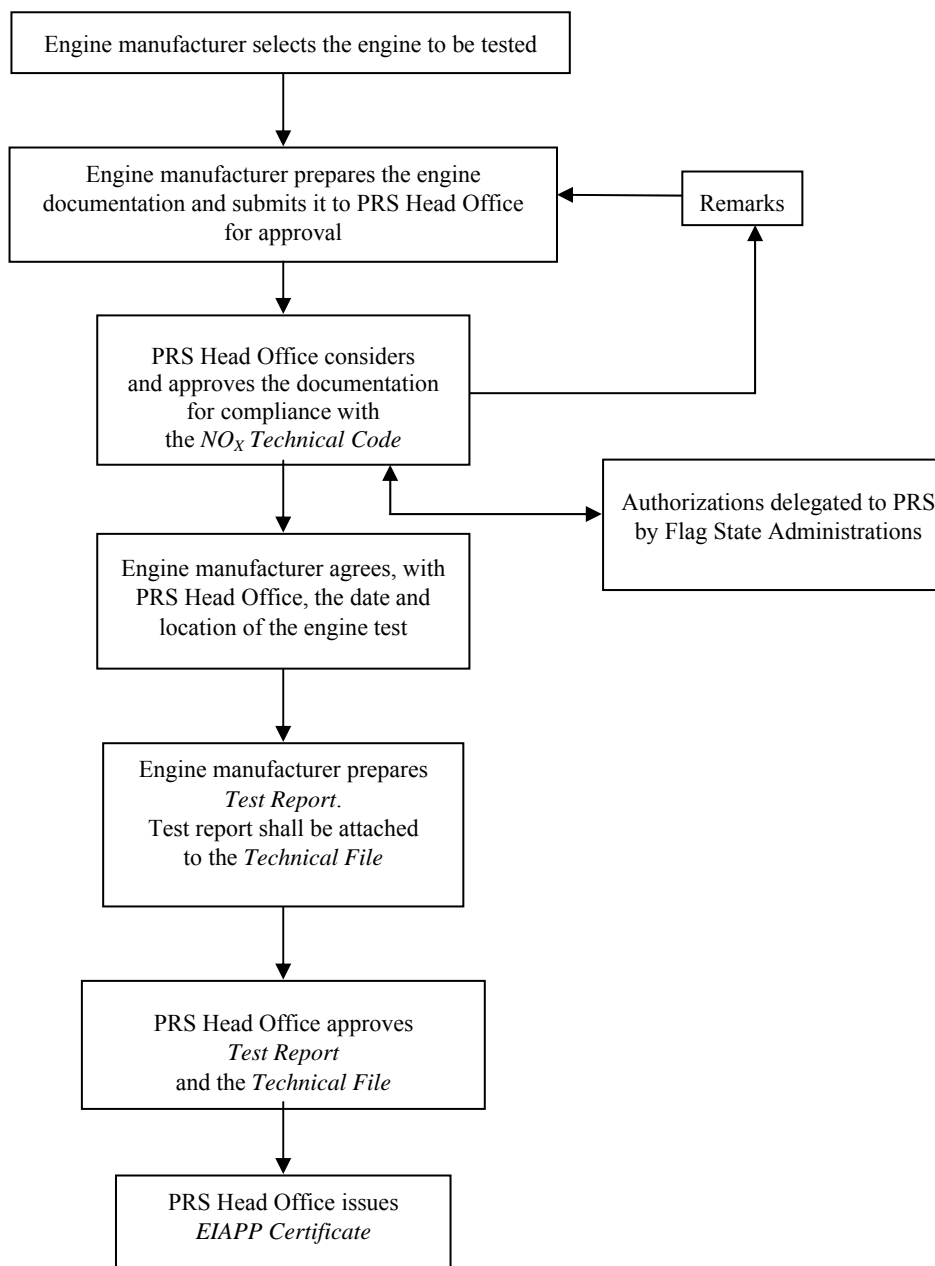 Engine manufacturer selects the engine to be tested
Engine manufacturer prepares the engine
documentation and submits it to PRS Head Office
for approval
Remarks
PRS Head Office considers
and approves the documentation
for compliance with
the NOX Technical Code
Authorizations delegated to PRS
by Flag State Administrations
Engine manufacturer agrees, with
PRS Head Office, the date and
location of the engine test
Engine manufacturer prepares
Test Report.
Test report shall be attached
to the Technical File
PRS Head Office approves
Test Report
and the Technical File
PRS Head Office issues
EIAPP Certificate